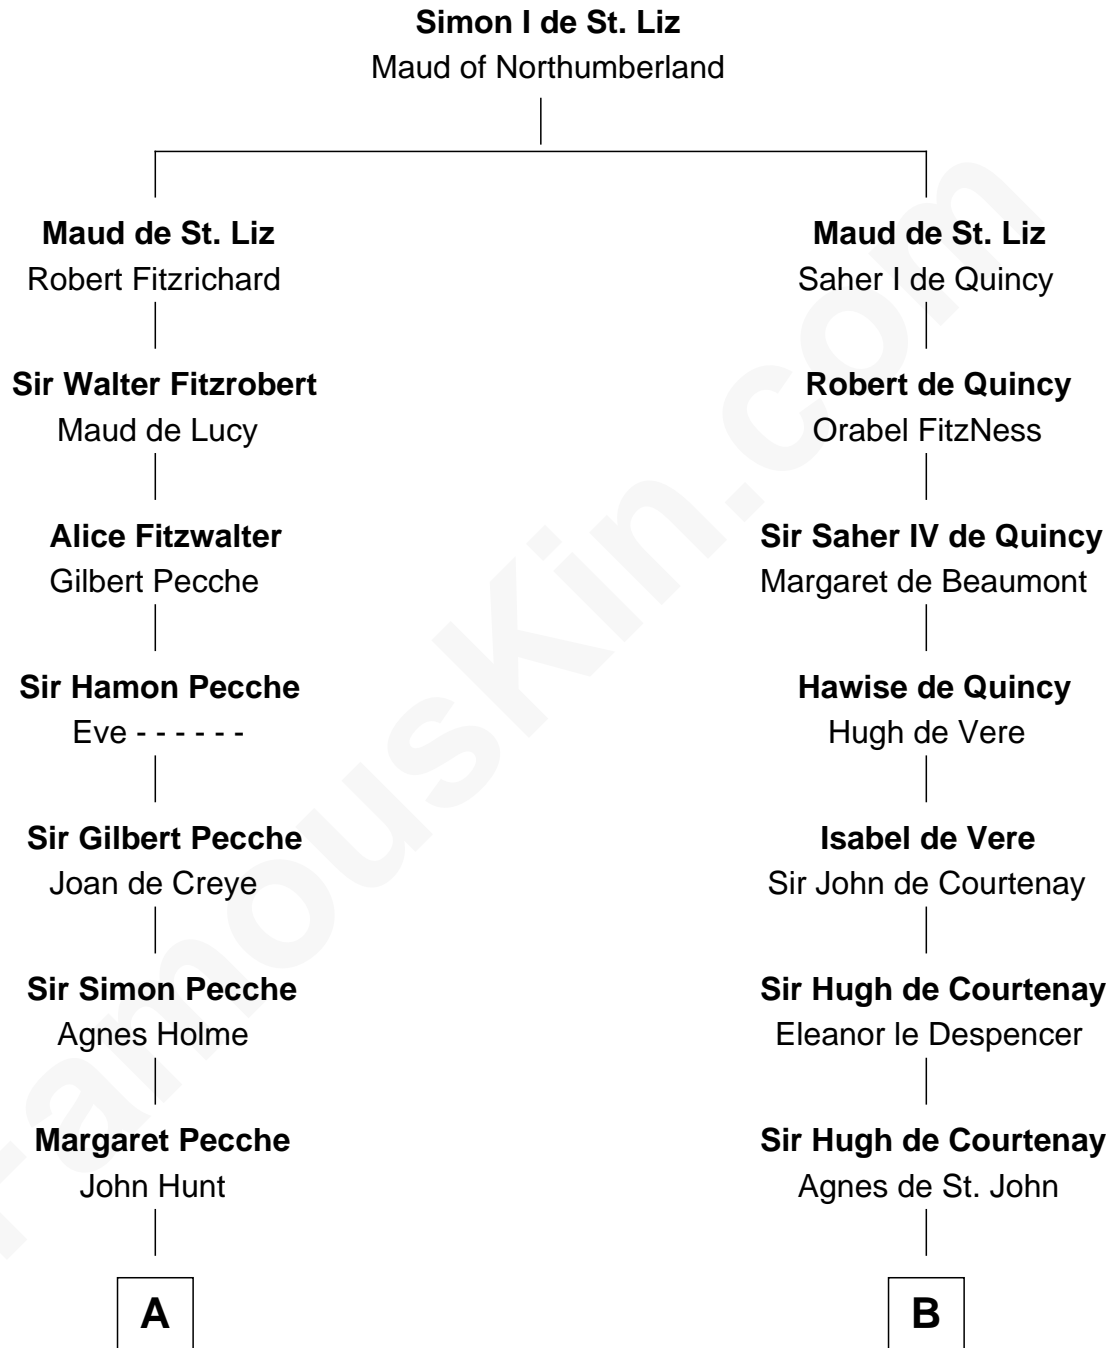 Simon I de St. Liz
Maud of Northumberland
Maud de St. Liz
Robert Fitzrichard
Sir Walter Fitzrobert
Maud de Lucy
Alice Fitzwalter
Gilbert Pecche
Sir Hamon Pecche
Eve - - - - - -
Sir Gilbert Pecche
Joan de Creye
Sir Simon Pecche
Agnes Holme
Margaret Pecche
John Hunt
A
Maud de St. Liz
Saher I de Quincy
Robert de Quincy
Orabel FitzNess
Sir Saher IV de Quincy
Margaret de Beaumont
Hawise de Quincy
Hugh de Vere
Isabel de Vere
Sir John de Courtenay
Sir Hugh de Courtenay
Eleanor le Despencer
Sir Hugh de Courtenay
Agnes de St. John
B
FamousKin.com